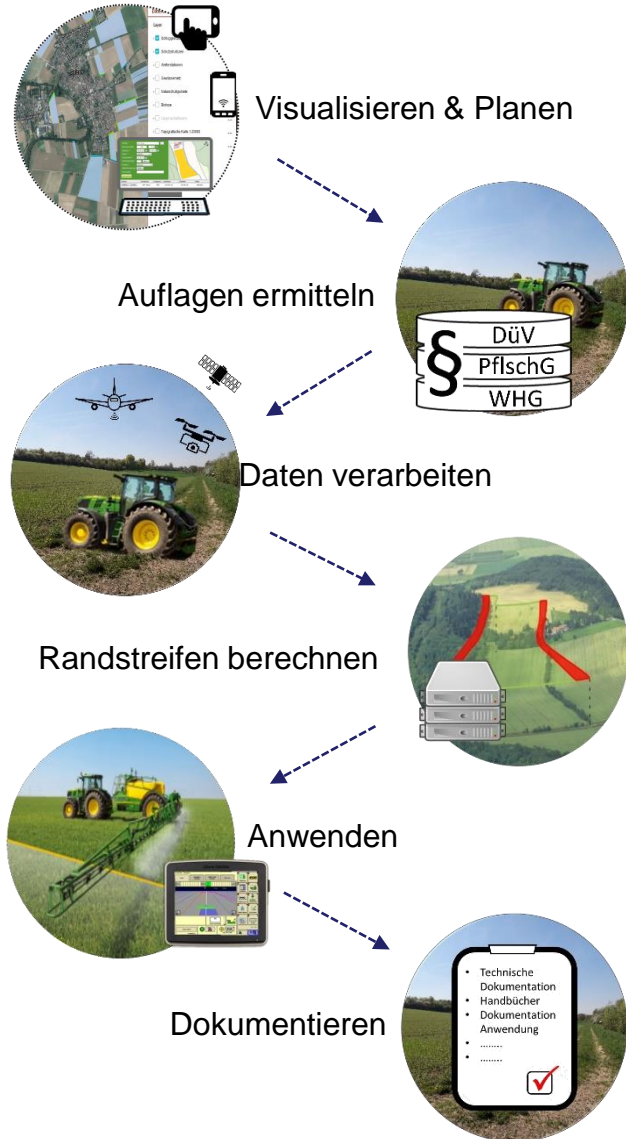 Visualisieren & Planen
Auflagen ermitteln
§
DüV
PflSchG
WHG
Daten verarbeiten
Randstreifen berechnen
Anwenden
Dokumentieren
• Technische
Dokumentation
• Handbücher
• Dokumentation
Anwendung
• ........
• ........